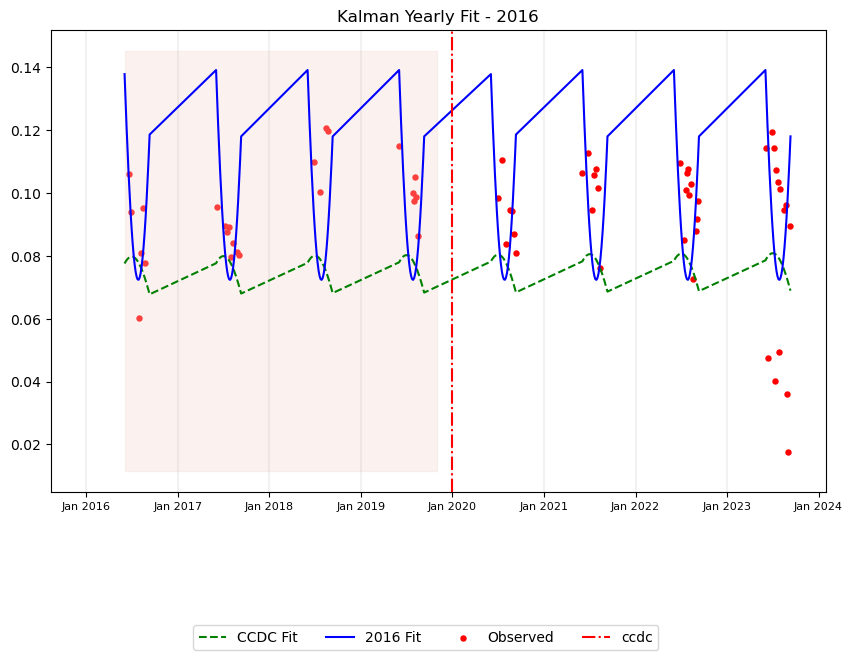 Kalman Yearly Fit - 2016
0.14
0.12
0.10
0.08
0.06
0.04
0.02
Jan 2016 Jan 2017 Jan 2018 Jan 2019 Jan 2020 Jan 2021 Jan 2022 Jan 2023 Jan 2024
CCDC Fit 2016 Fit Observed ccdc